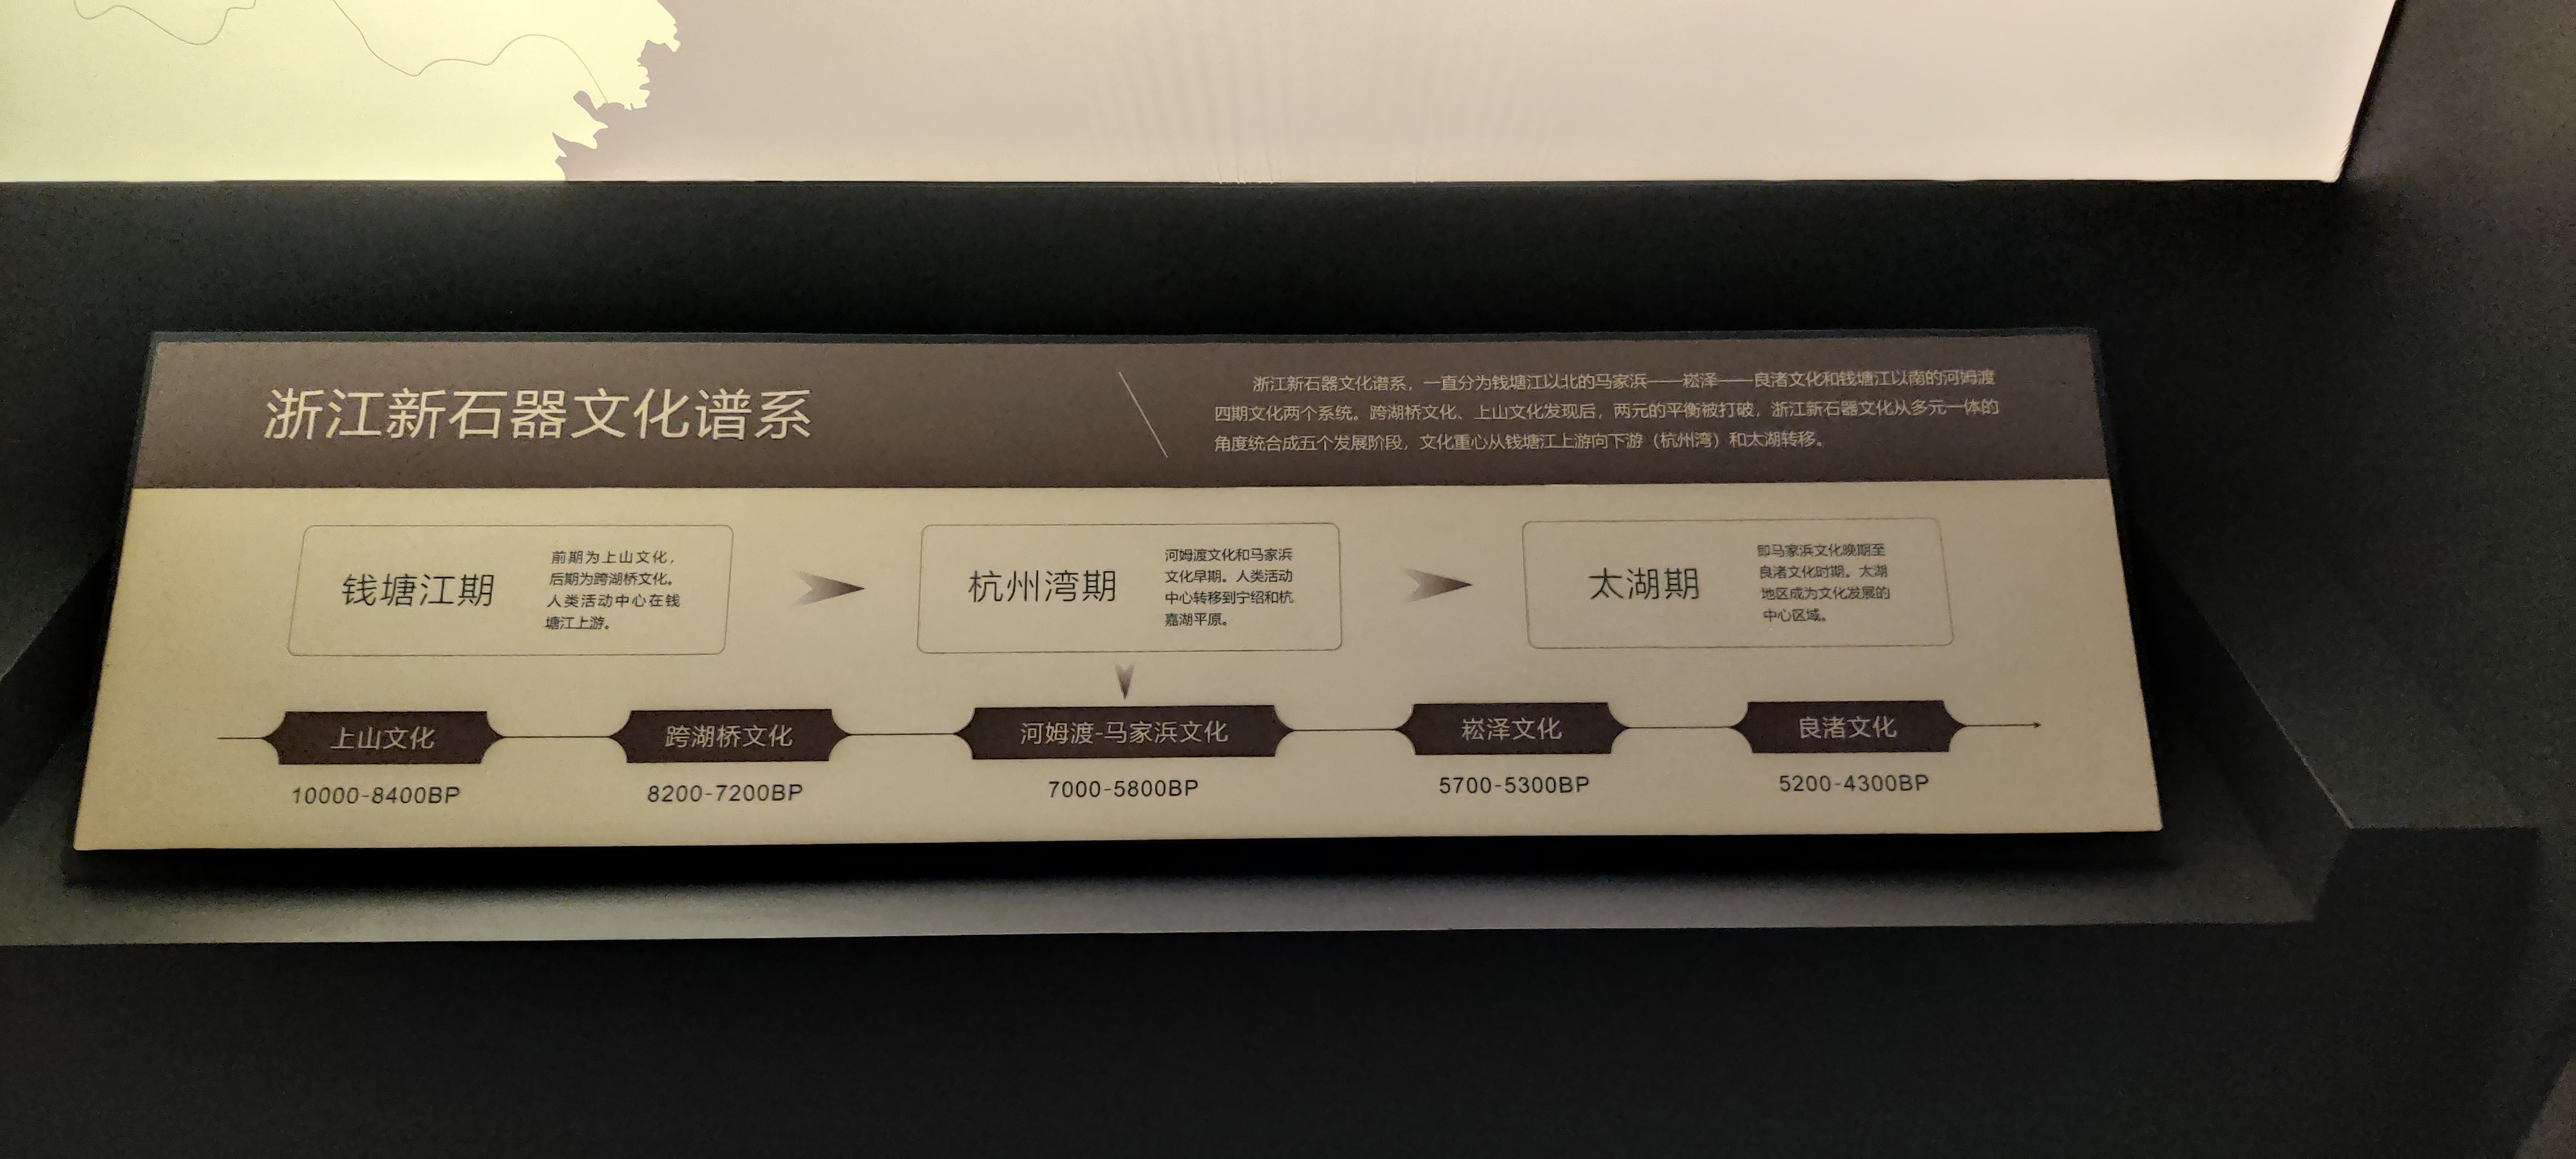 浙江新石器文化谱系
浙江新石器文化谱系，一直分为钱塘江以北的马家浜——崧泽——良渚文化和钱塘江以南的河姆渡
四期文化两个系统。跨湖桥文化、上山文化发现后，两元的平衡被打破，浙江新石器文化从多元一体的
角度统合成五个发展阶段，文化重心从钱塘江上游向下游（杭州湾）和太湖转移。
钱塘江期
前期为上山文化，
后期为跨湖桥文化。
人类活动中心在钱
塘江上游。
杭州湾期
河姆渡文化和马家浜
文化早期。人类活动
中心转移到宁绍和杭
嘉湖平原。
太湖期
即马家浜文化晚期至
良渚文化时期。太湖
地区成为文化发展的
中心区域。
上山文化
跨湖桥文化
河姆渡-马家浜文化
崧泽文化
良渚文化
10000-8400BP
8200-7200BP
7000-5800BP
5700-5300BP
5200-4300BP